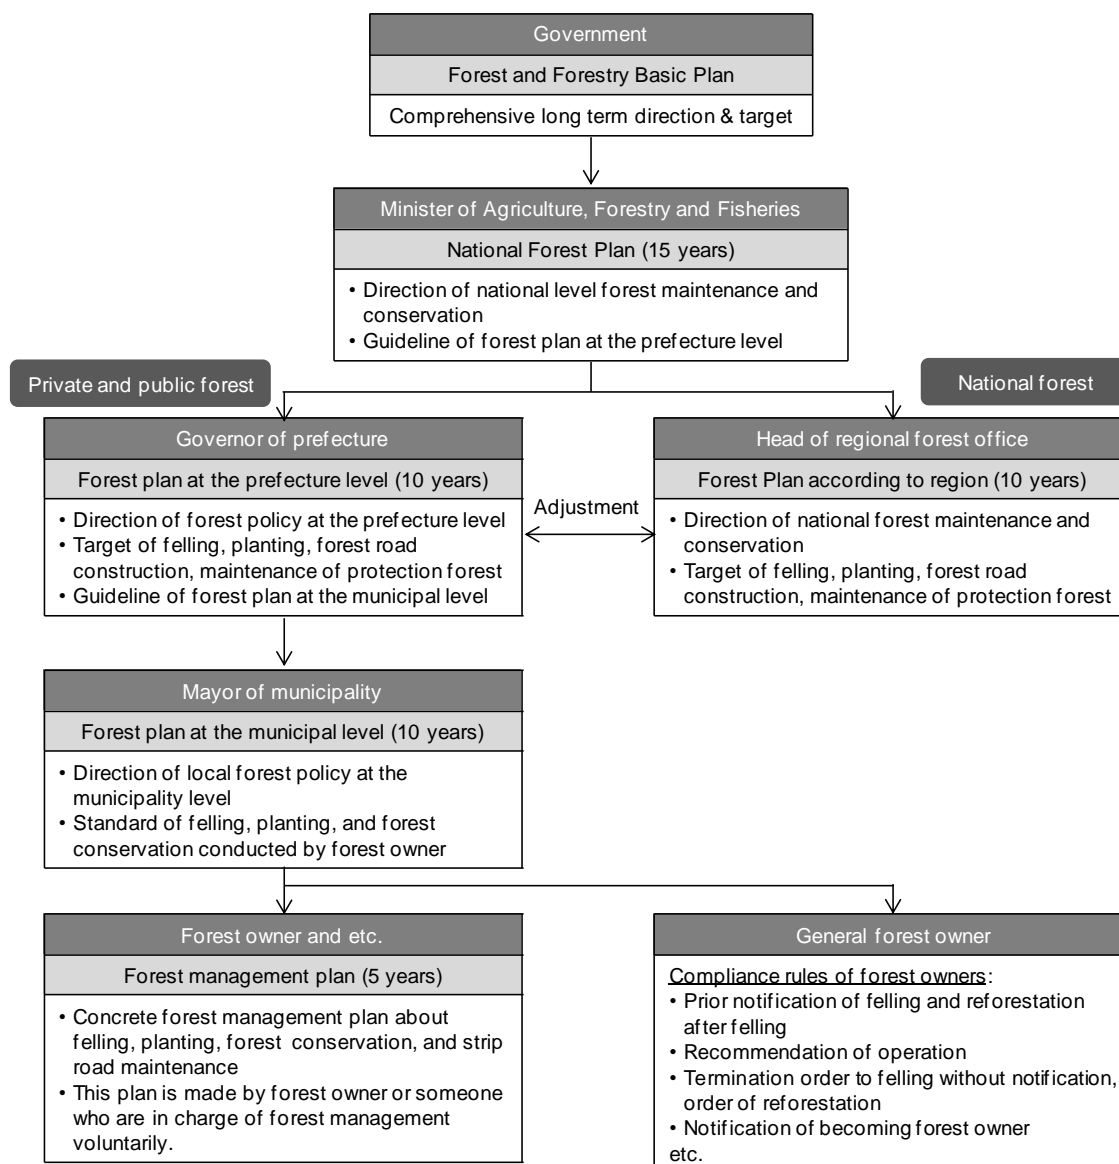 Government
Forest and Forestry Basic Plan
Comprehensive long term direction & target
Minister of Agriculture, Forestry and Fisheries
National Forest Plan (15 years)
• Direction of national level forest maintenance and
conservation
• Guideline of forest plan at the prefecture level
Private and public forest
National forest
Governor of prefecture
Forest plan at the prefecture level (10 years)
• Direction of forest policy at the prefecture level
• Target of felling, planting, forest road
construction, maintenance of protection forest
• Guideline of forest plan at the municipal level
Adjustment
Head of regional forest office
Forest Plan according to region (10 years)
• Direction of national forest maintenance and
conservation
• Target of felling, planting, forest road
construction, maintenance of protection forest
Mayor of municipality
Forest plan at the municipal level (10 years)
• Direction of local forest policy at the
municipality level
• Standard of felling, planting, and forest
conservation conducted by forest owner
Forest owner and etc.
Forest management plan (5 years)
• Concrete forest management plan about
felling, planting, forest conservation, and strip
road maintenance
• This plan is made by forest owner or someone
who are in charge of forest management
voluntarily.
General forest owner
Compliance rules of forest owners:
• Prior notification of felling and reforestation
after felling
• Recommendation of operation
• Termination order to felling without notification,
order of reforestation
• Notification of becoming forest owner
etc.